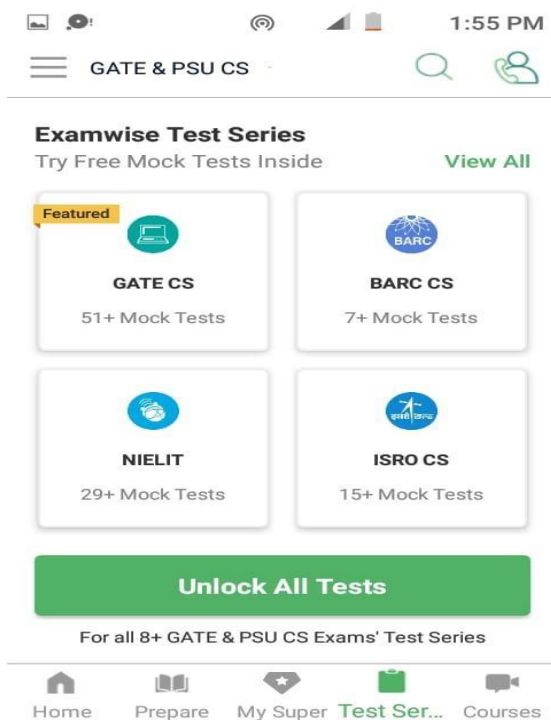 1:55 PM
GATE & PSU CS
Examwise Test Series
Try Free Mock Tests Inside
View All
Featured
BARC
GATE CS
BARC CS
51+ Mock Tests
7+ Mock Tests
इसरो isro
NIELIT
ISRO CS
29+ Mock Tests
15+ Mock Tests
Unlock All Tests
For all 8+ GATE & PSU CS Exams' Test Series
Home
Prepare
My Super
Test Ser...
Courses